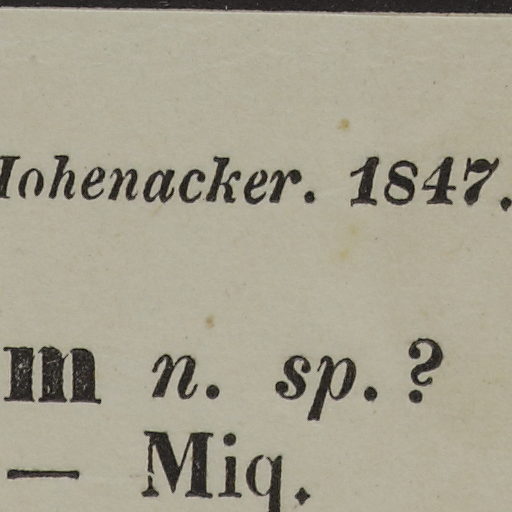 Hohenacker. 1847.
m n. sp. ?
— Miq.